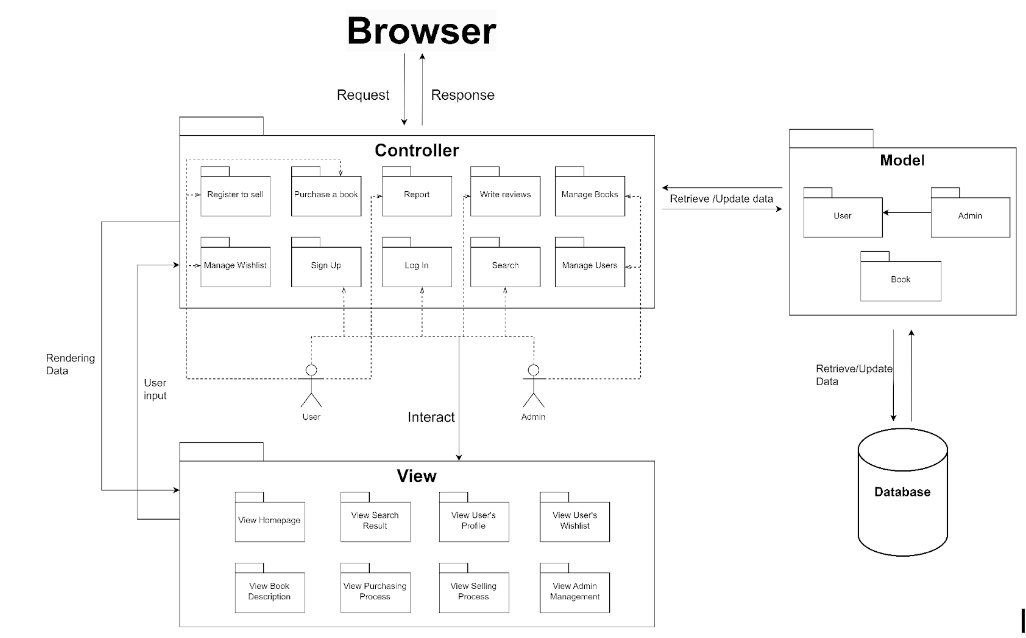 Browser
Request
Response
Controller
Register to sell
Purchase a book
Report
Write reviews
Manage Books
Manage Wishlist
Sign Up
Log In
Search
Manage Users
Retrieve /Update data
Model
User
Admin
Book
Rendering
Data
User
input
User
Admin
Interact
Retrieve/Update
Data
Database
View
View Homepage
View Search
Result
View User's
Profile
View User's
Wishlist
View Book
Description
View Purchasing
Process
View Selling
Process
View Admin
Management